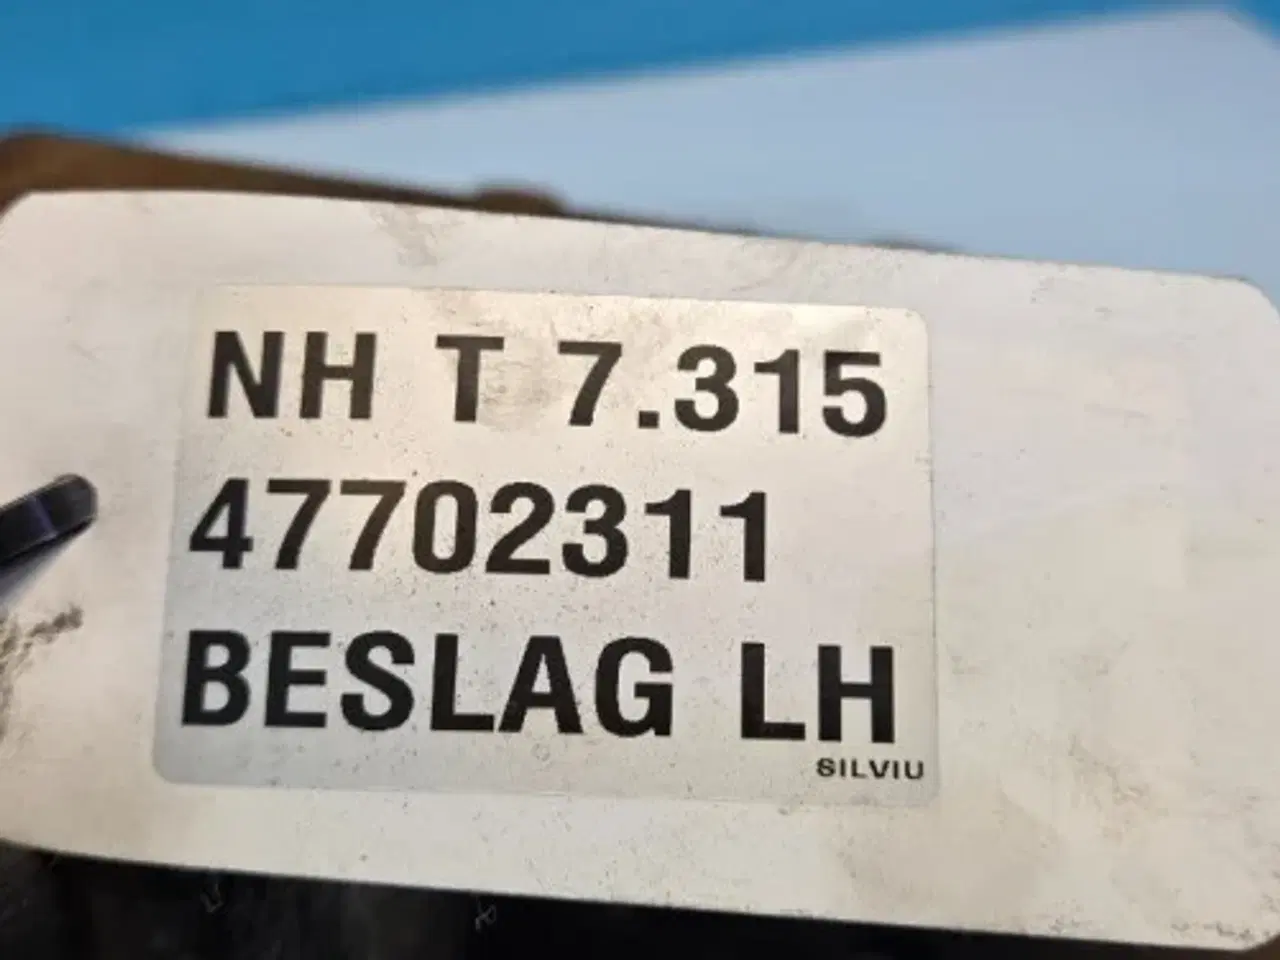 NH T 7.315
47702311
BESLAG LH
SILVIU